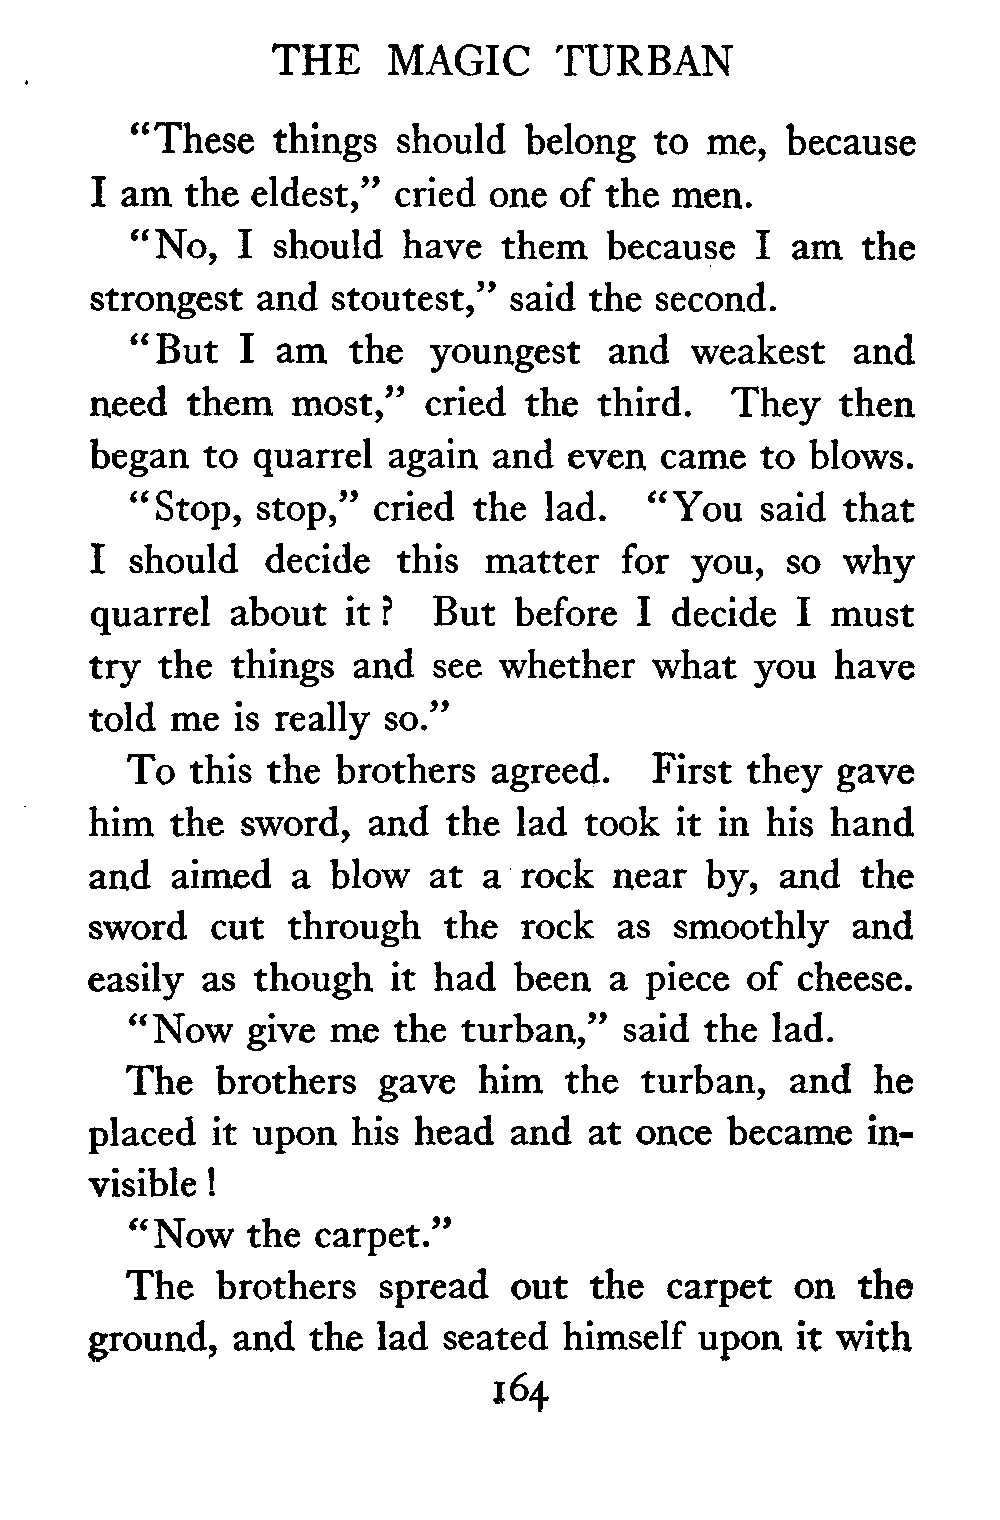 THE MAGIC TURBAN
“These things should belong to me, because
I am the eldest,” cried one of the men.
“No, I should have them because I am the
strongest and stoutest,” said the second.
“But I am the youngest and weakest and
need them most,” cried the third. They then
began to quarrel again and even came to blows.
“Stop, stop,” cried the lad. “You said that
I should decide this matter for you, so why
quarrel about it? But before I decide I must
try the things and see whether what you have
told me is really so.”
To this the brothers agreed. First they gave
him the sword, and the lad took it in his hand
and aimed a blow at a rock near by, and the
sword cut through the rock as smoothly and
easily as though it had been a piece of cheese.
“Now give me the turban,” said the lad.
The brothers gave him the turban, and he
placed it upon his head and at once became in-
visible!
“Now the carpet.”
The brothers spread out the carpet on the
ground, and the lad seated himself upon it with
164